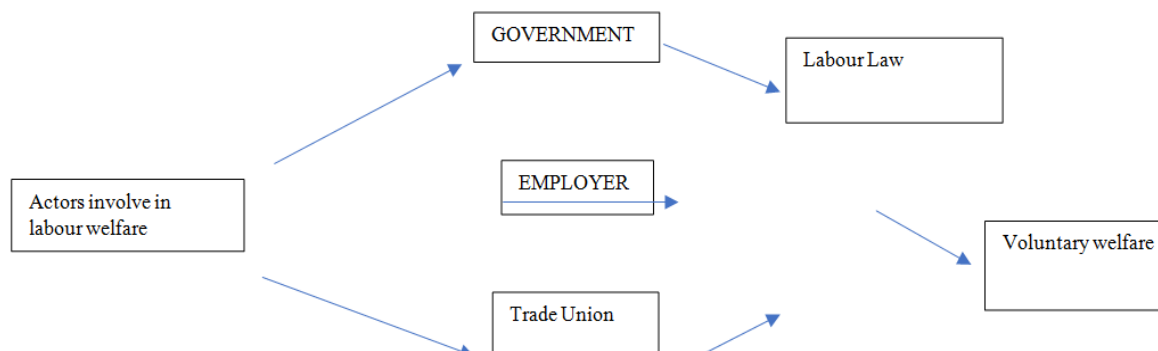 GOVERNMENT
Labour Law
EMPLOYER
Actors involve in
labour welfare
Voluntary welfare
Trade Union